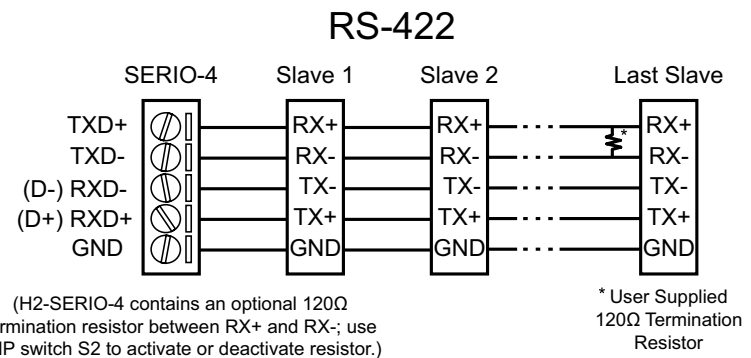 RS-422
SERIO-4 Slave 1 Slave 2 Last Slave
TXD+ RX+ RX+ * RX+
TXD- RX- RX- RX-
(D-) RXD- TX- TX- TX-
(D+) RXD+ TX+ TX+ TX+
GND GND GND GND
(H2-SERIO-4 contains an optional 120Ω
rmination resistor between RX+ and RX-; use
IP switch S2 to activate or deactivate resistor.)
* User Supplied
120Ω Termination
Resistor